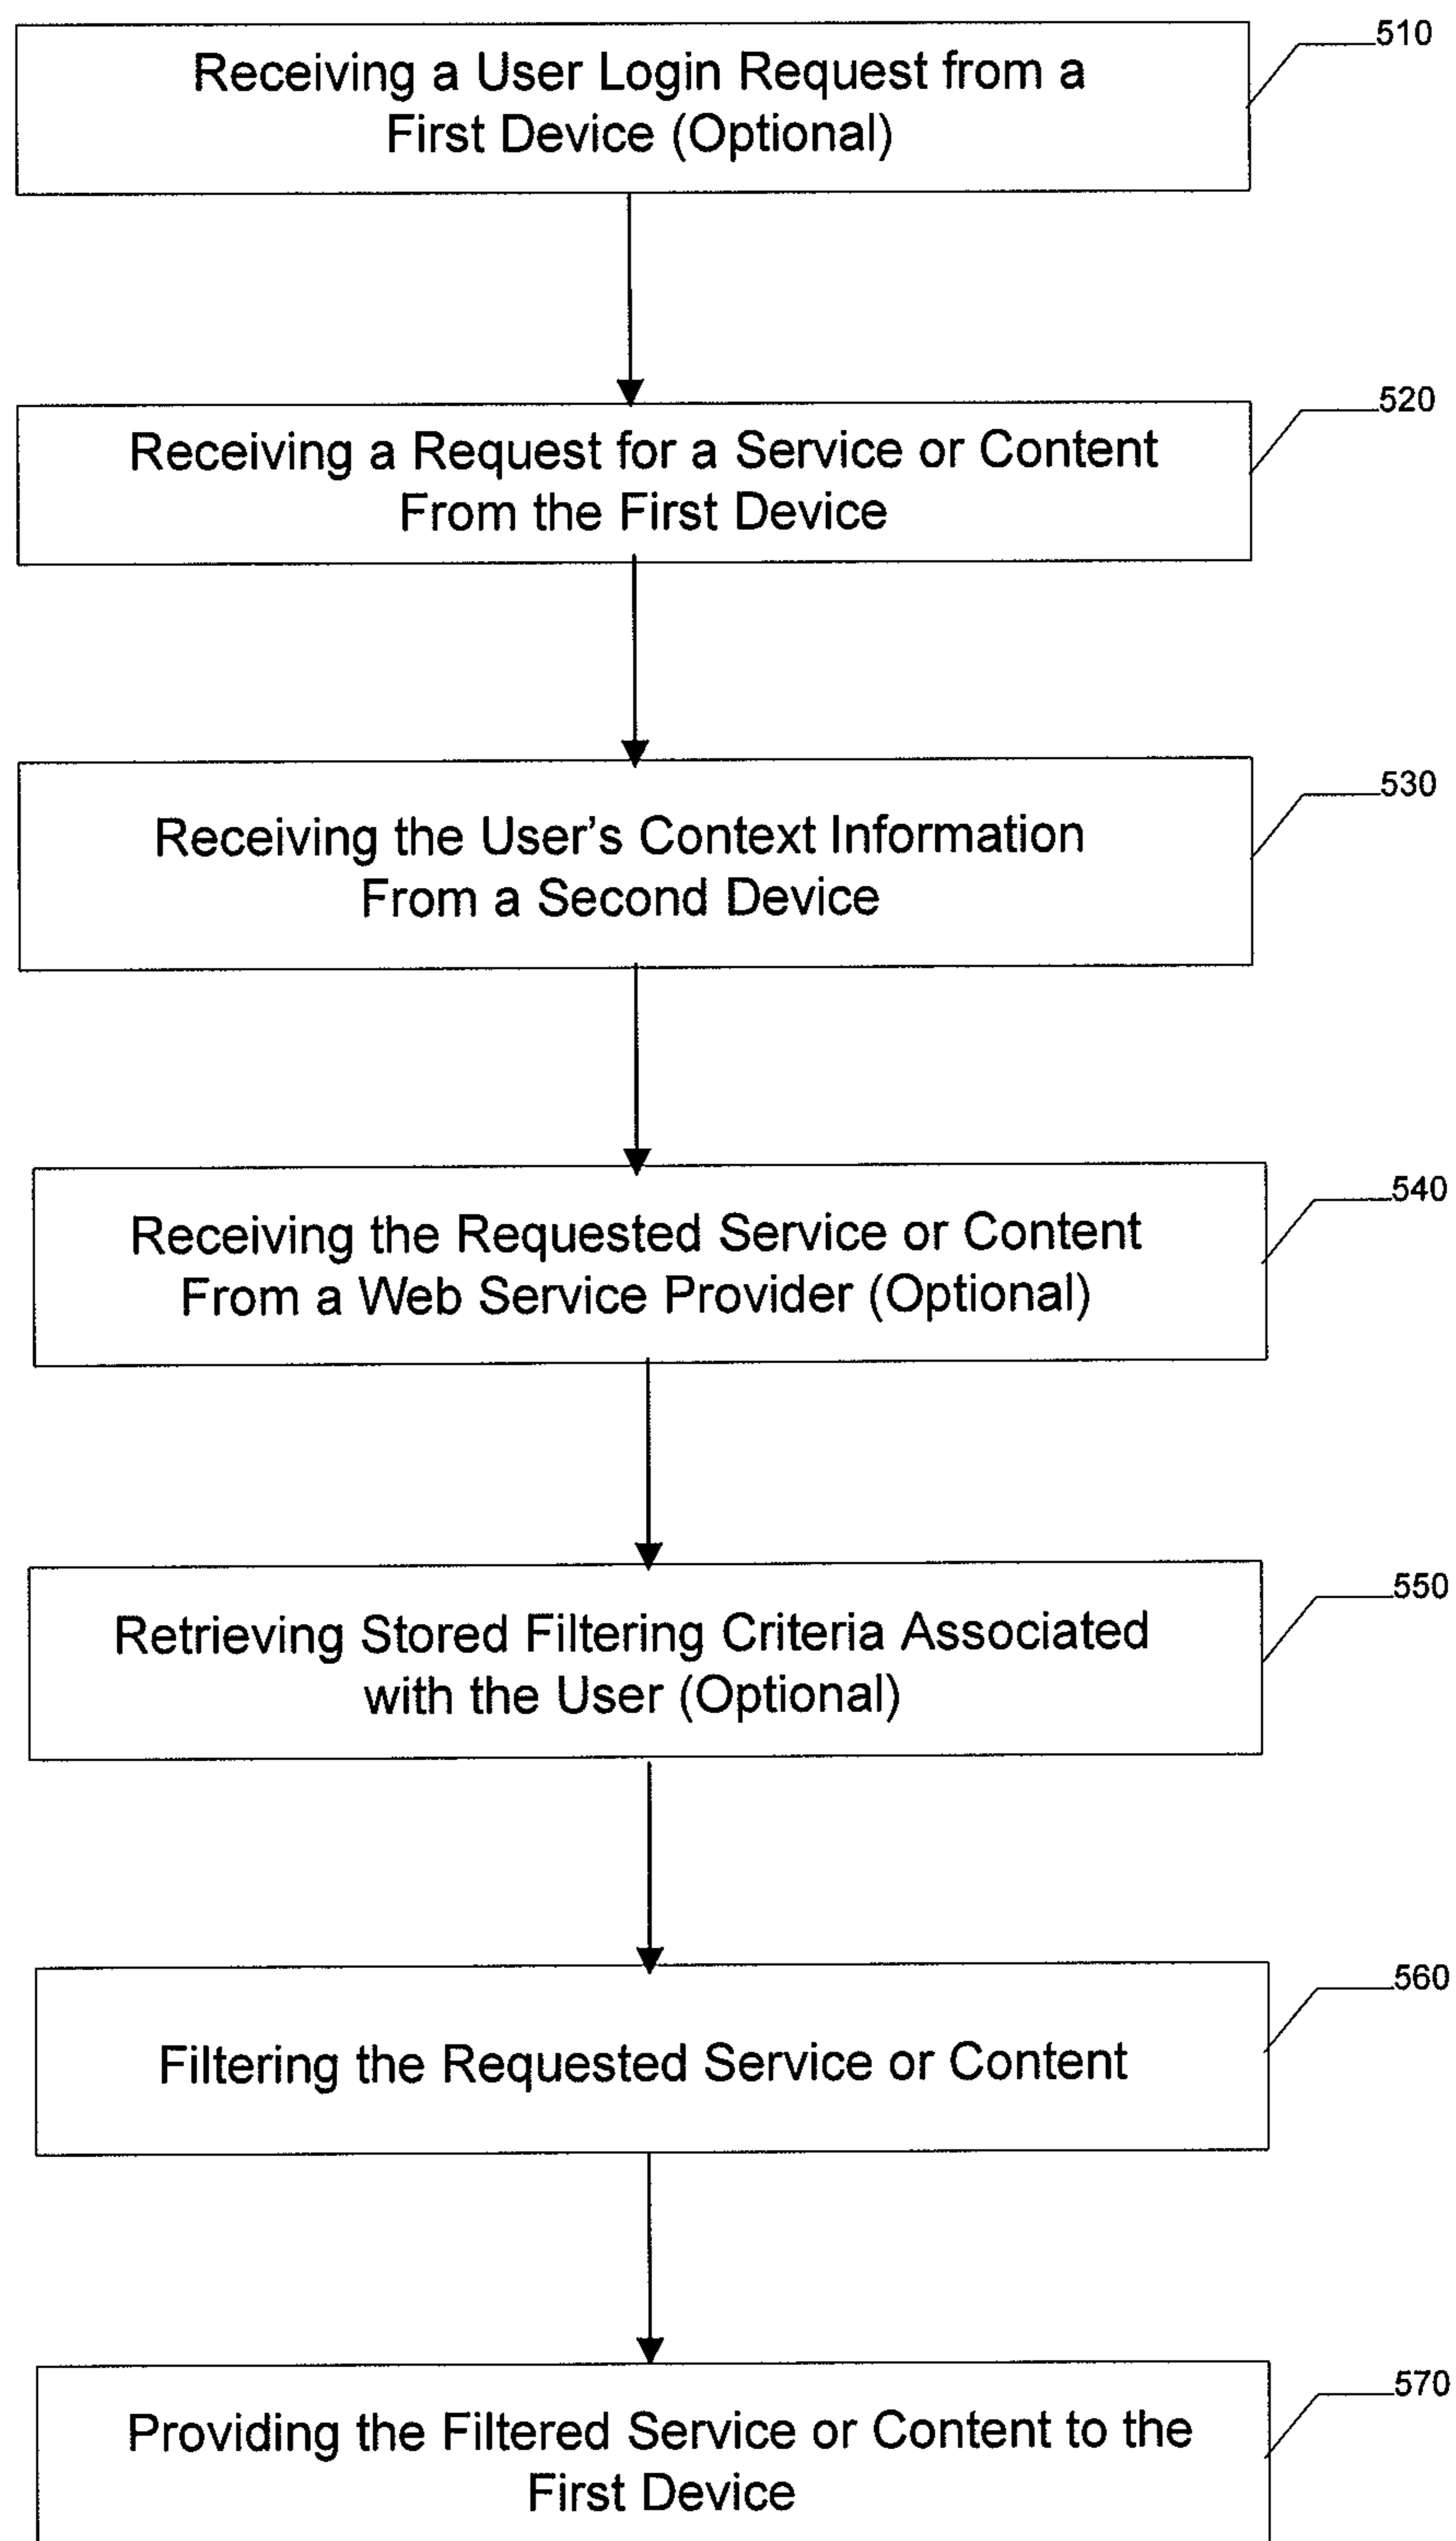 Receiving a User Login Request from a
First Device (Optional)
510
Receiving a Request for a Service or Content
From the First Device
520
Receiving the User's Context Information
From a Second Device
530
Receiving the Requested Service or Content
From a Web Service Provider (Optional)
540
Retrieving Stored Filtering Criteria Associated
with the User (Optional)
550
Filtering the Requested Service or Content
560
Providing the Filtered Service or Content to the
First Device
570